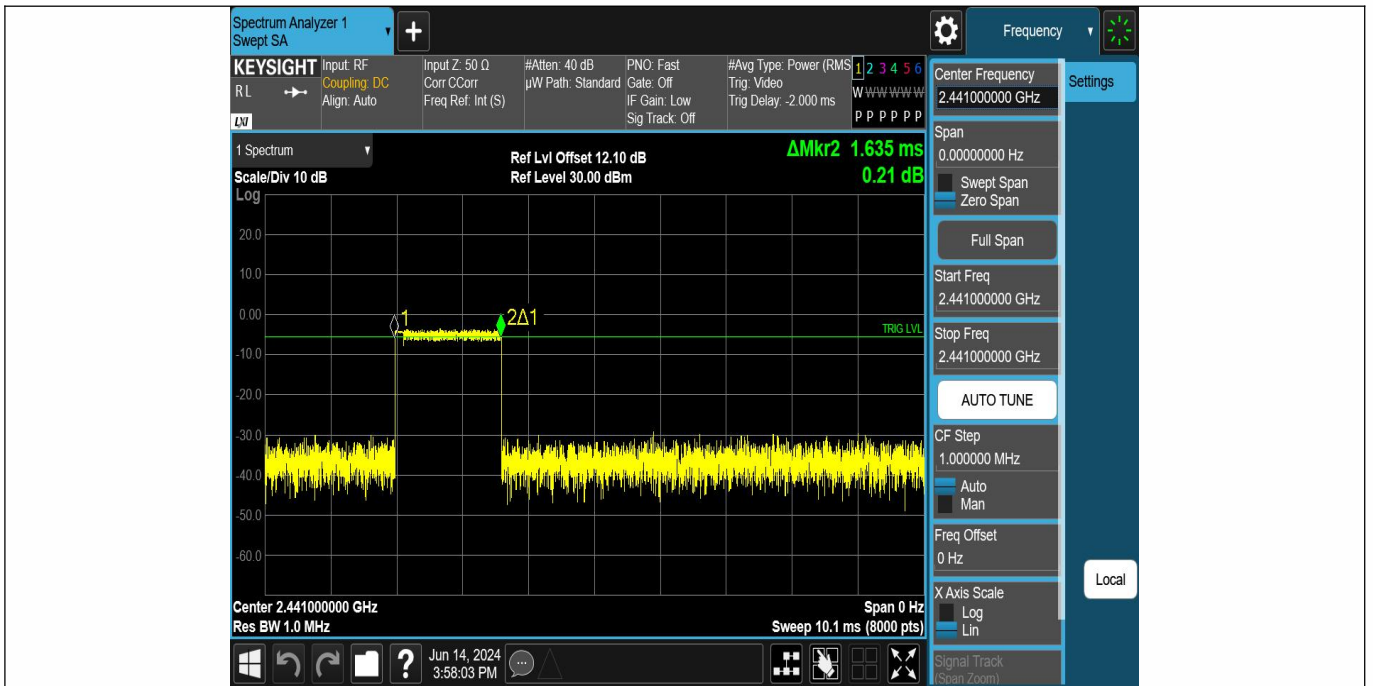 Spectrum Analyzer 1
Swept SA
Frequency
KEYSIGHT
RL
LXI
Input: RF
Coupling: DC
Align: Auto
Input Z: 50 Ω
Corr CCorr
Freq Ref: Int (S)
#Atten: 40 dB
µW Path: Standard
PNO: Fast
Gate: Off
IF Gain: Low
Sig Track: Off
#Avg Type: Power (RMS
Trig: Video
Trig Delay: -2.000 ms
1 2 3 4 5 6
W W W W W W
P P P P P P
1 Spectrum
Scale/Div 10 dB
Ref Lvl Offset 12.10 dB
Ref Level 30.00 dBm
ΔMkr2 1.635 ms
0.21 dB
Log
20.0
10.0
0.00
-10.0
-20.0
-30.0
-40.0
-50.0
-60.0
1
2Δ1
TRIG LVL
Center 2.441000000 GHz
Res BW 1.0 MHz
Span 0 Hz
Sweep 10.1 ms (8000 pts)
Jun 14, 2024
3:58:03 PM
Center Frequency
2.441000000 GHz
Settings
Span
0.00000000 Hz
Swept Span
Zero Span
Full Span
Start Freq
2.441000000 GHz
Stop Freq
2.441000000 GHz
AUTO TUNE
CF Step
1.000000 MHz
Auto
Man
Freq Offset
0 Hz
Local
X Axis Scale
Log
Lin
Signal Track
(Span Zoom)